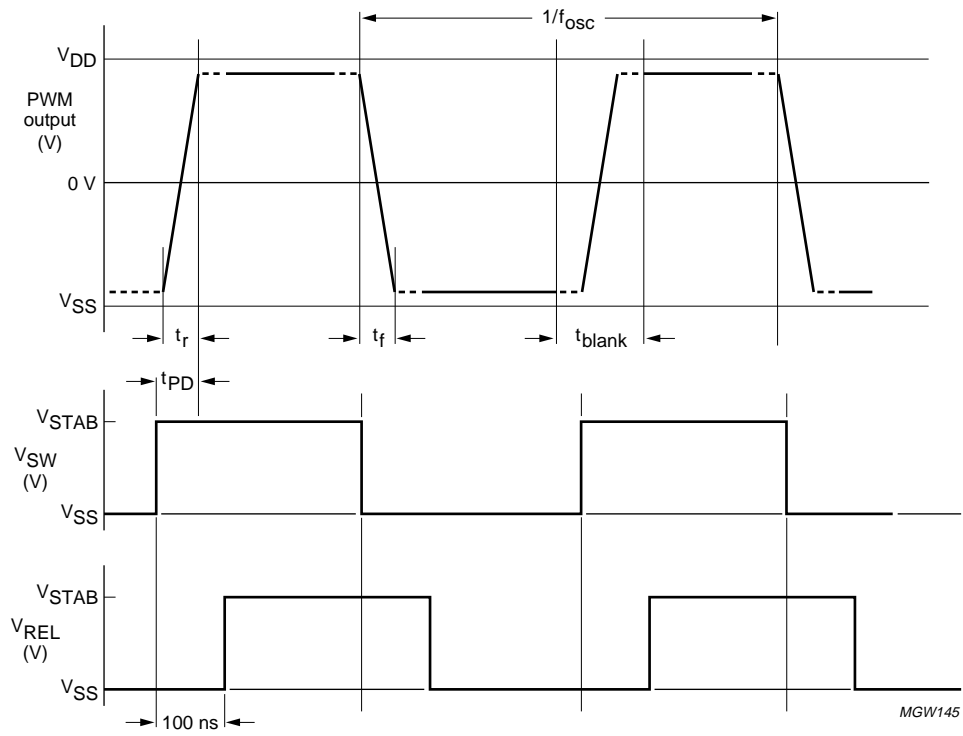 1/fosc
VDD
PWM
output
(V)
0 V
VSS
tr
tf
tblank
tPD
VSTAB
VSW
(V)
VSS
VSTAB
VREL
(V)
VSS
100 ns
MGW145